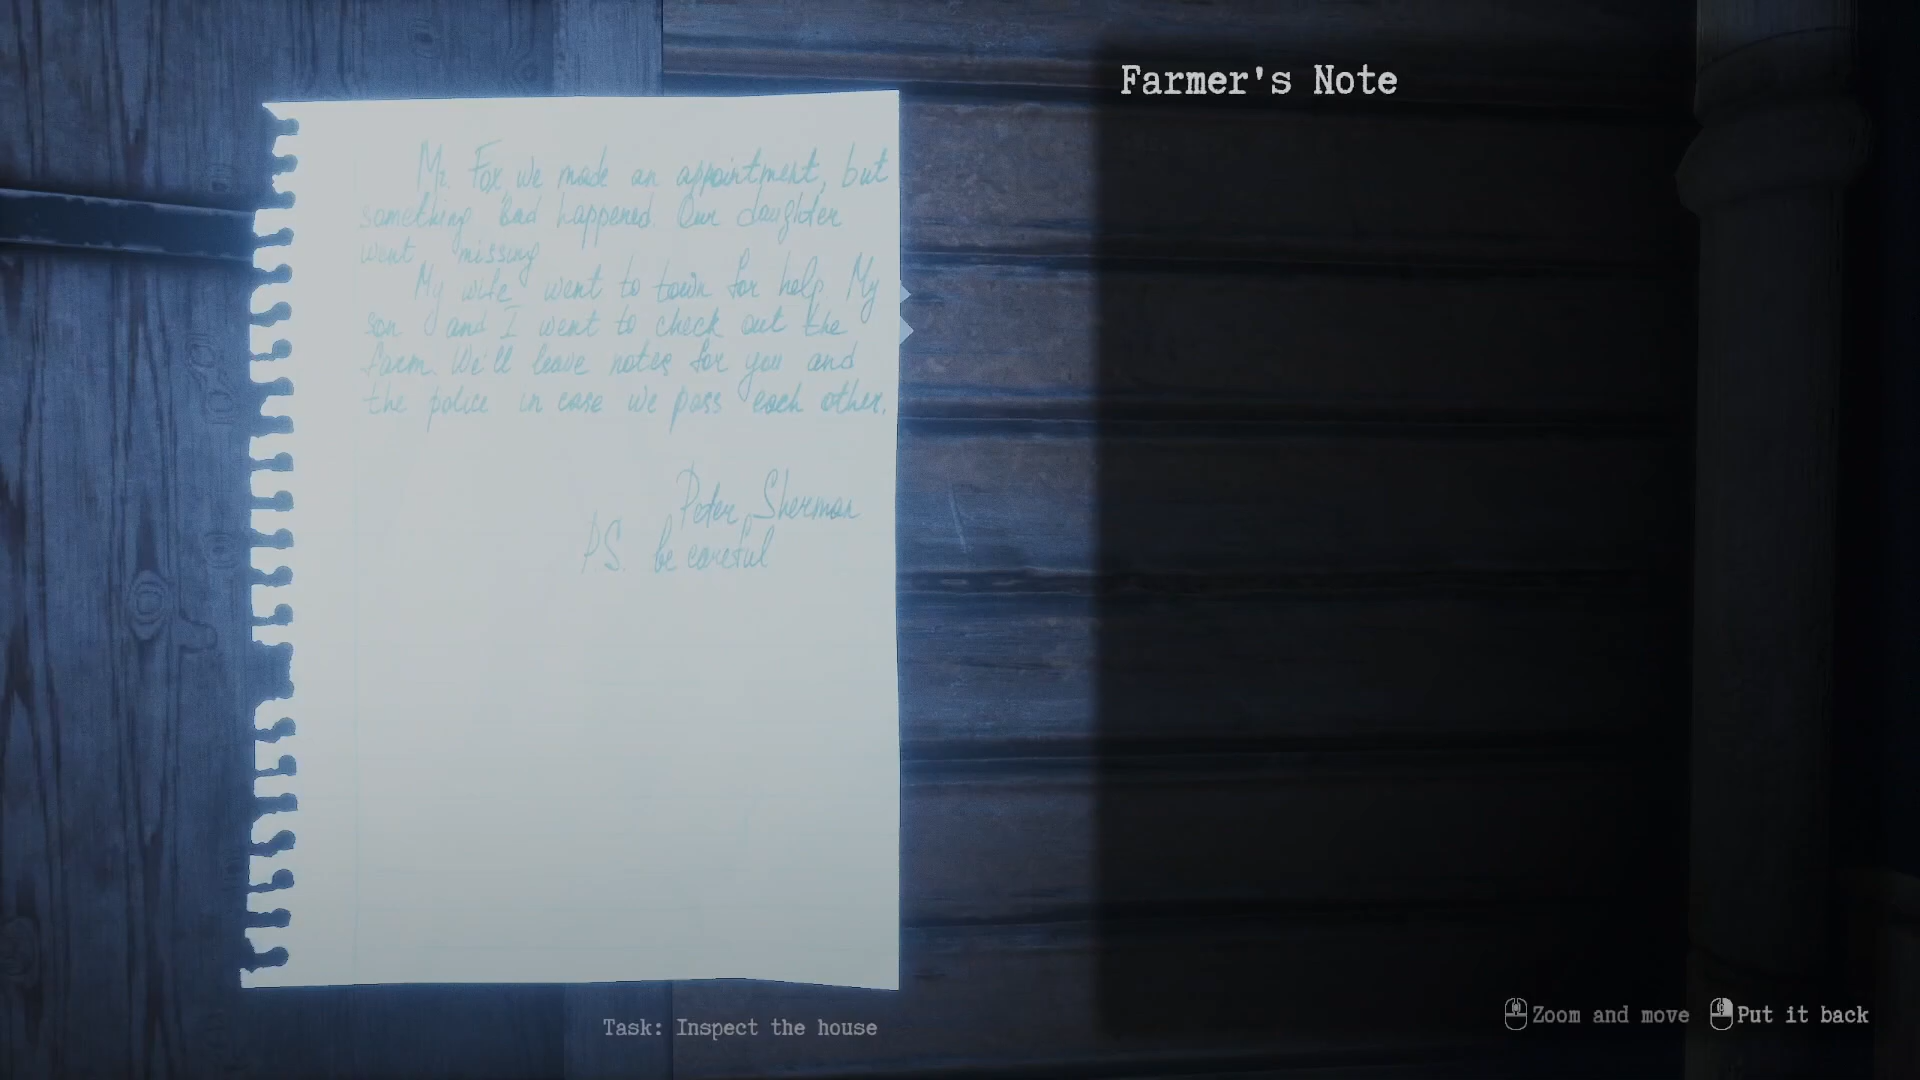 Farmer's Note
Mr. Fox, we made an appointment, but
something bad happened. Our daughter
went missing
My wife went to town for help. My
son and I went to check out the
farm. We'll leave notes for you and
the police in case we pass each other.
Peter Sherman
PS. be careful
Task: Inspect the house
Zoom and move
Put it back